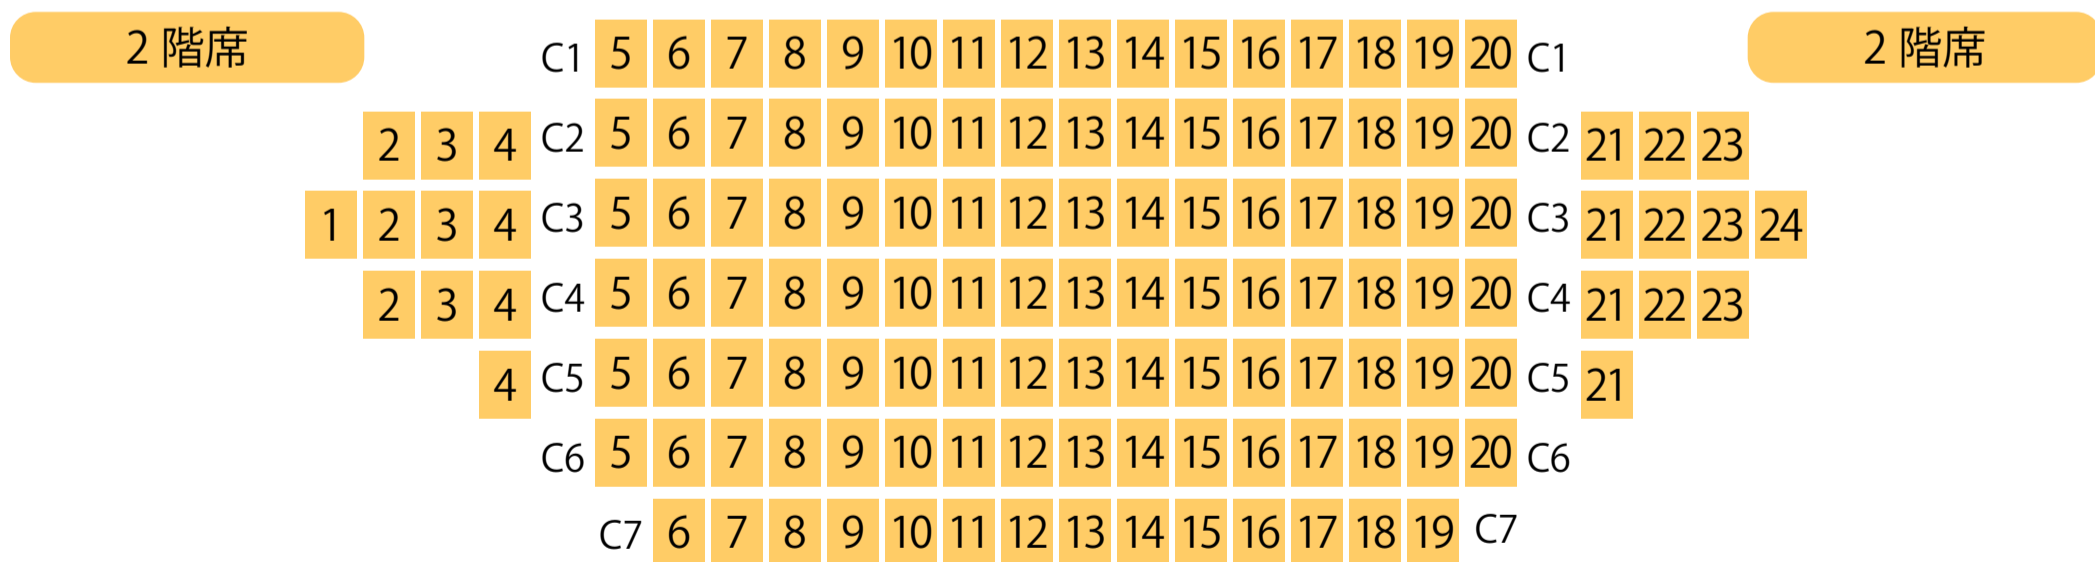 2 階席 C1 5 6 7 8 9 10 11 12 13 14 15 16 17 18 19 20 C1 2 階席
2 3 4 C2 5 6 7 8 9 10 11 12 13 14 15 16 17 18 19 20 C2 21 22 23
1 2 3 4 C3 5 6 7 8 9 10 11 12 13 14 15 16 17 18 19 20 C3 21 22 23 24
2 3 4 C4 5 6 7 8 9 10 11 12 13 14 15 16 17 18 19 20 C4 21 22 23
4 C5 5 6 7 8 9 10 11 12 13 14 15 16 17 18 19 20 C5 21
C6 5 6 7 8 9 10 11 12 13 14 15 16 17 18 19 20 C6
C7 6 7 8 9 10 11 12 13 14 15 16 17 18 19 C7